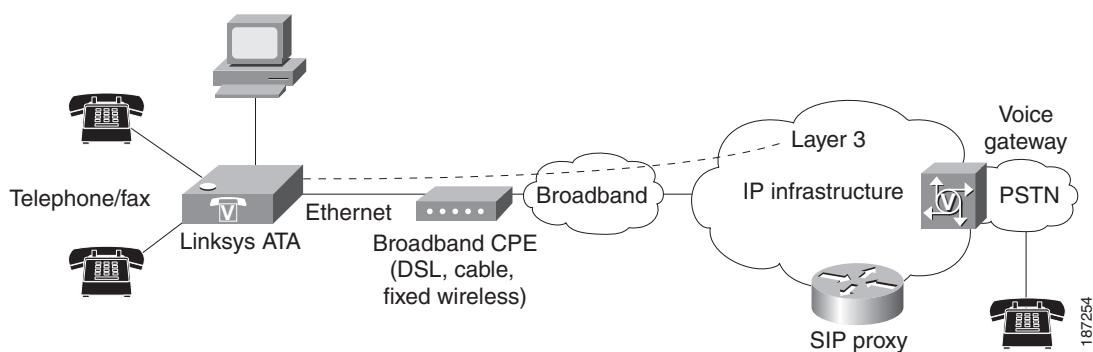 Telephone/fax
V
Linksys ATA
Ethernet
Broadband CPE
(DSL, cable,
fixed wireless)
Broadband
Layer 3
IP infrastructure
Voice
gateway
V
PSTN
SIP proxy
187254